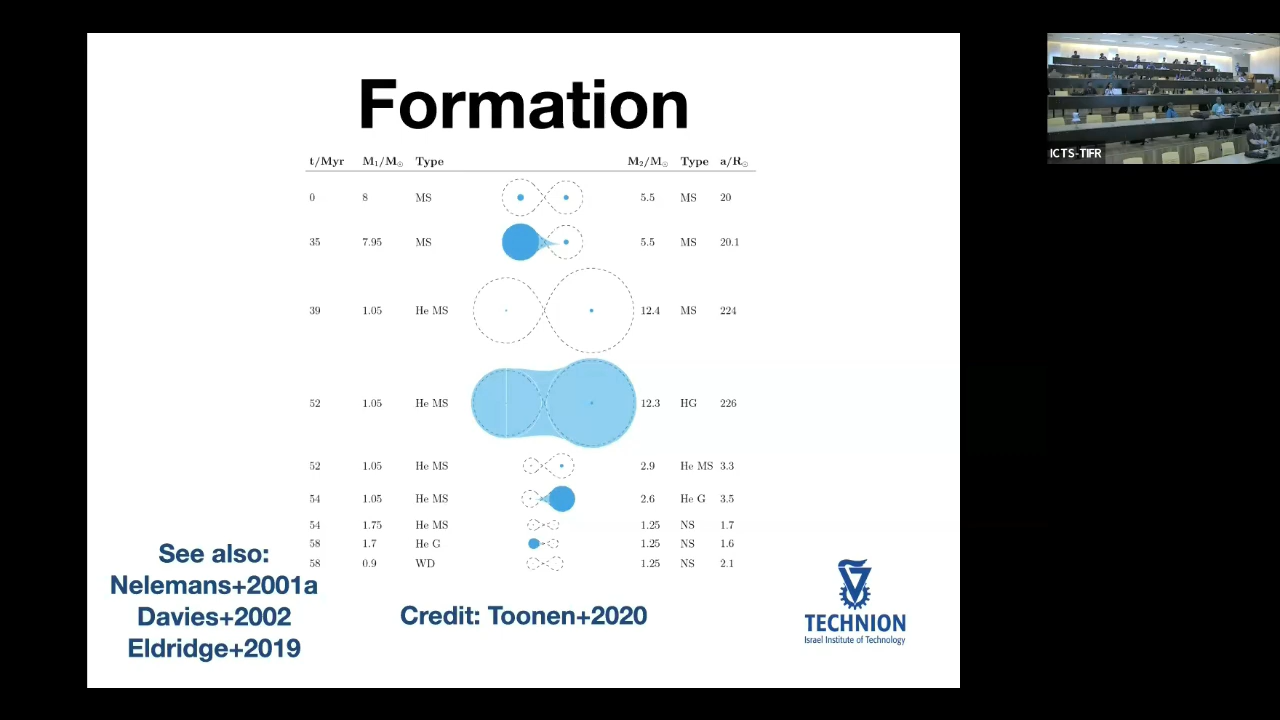 Formation
t/Myr M₁/M☉ Type M₂/M☉ Type a/R☉
0 8 MS 5.5 MS 20
35 7.95 MS 5.5 MS 20.1
39 1.05 He MS 12.4 MS 224
52 1.05 He MS 12.3 HG 226
52 1.05 He MS 2.9 He MS 3.3
54 1.05 He MS 2.6 He G 3.5
54 1.75 He MS 1.25 NS 1.7
58 1.7 He G 1.25 NS 1.6
58 0.9 WD 1.25 NS 2.1
See also:
Nelemans+2001a
Davies+2002
Eldridge+2019
Credit: Toonen+2020
TECHNION
Israel Institute of Technology
ICTS-TIFR